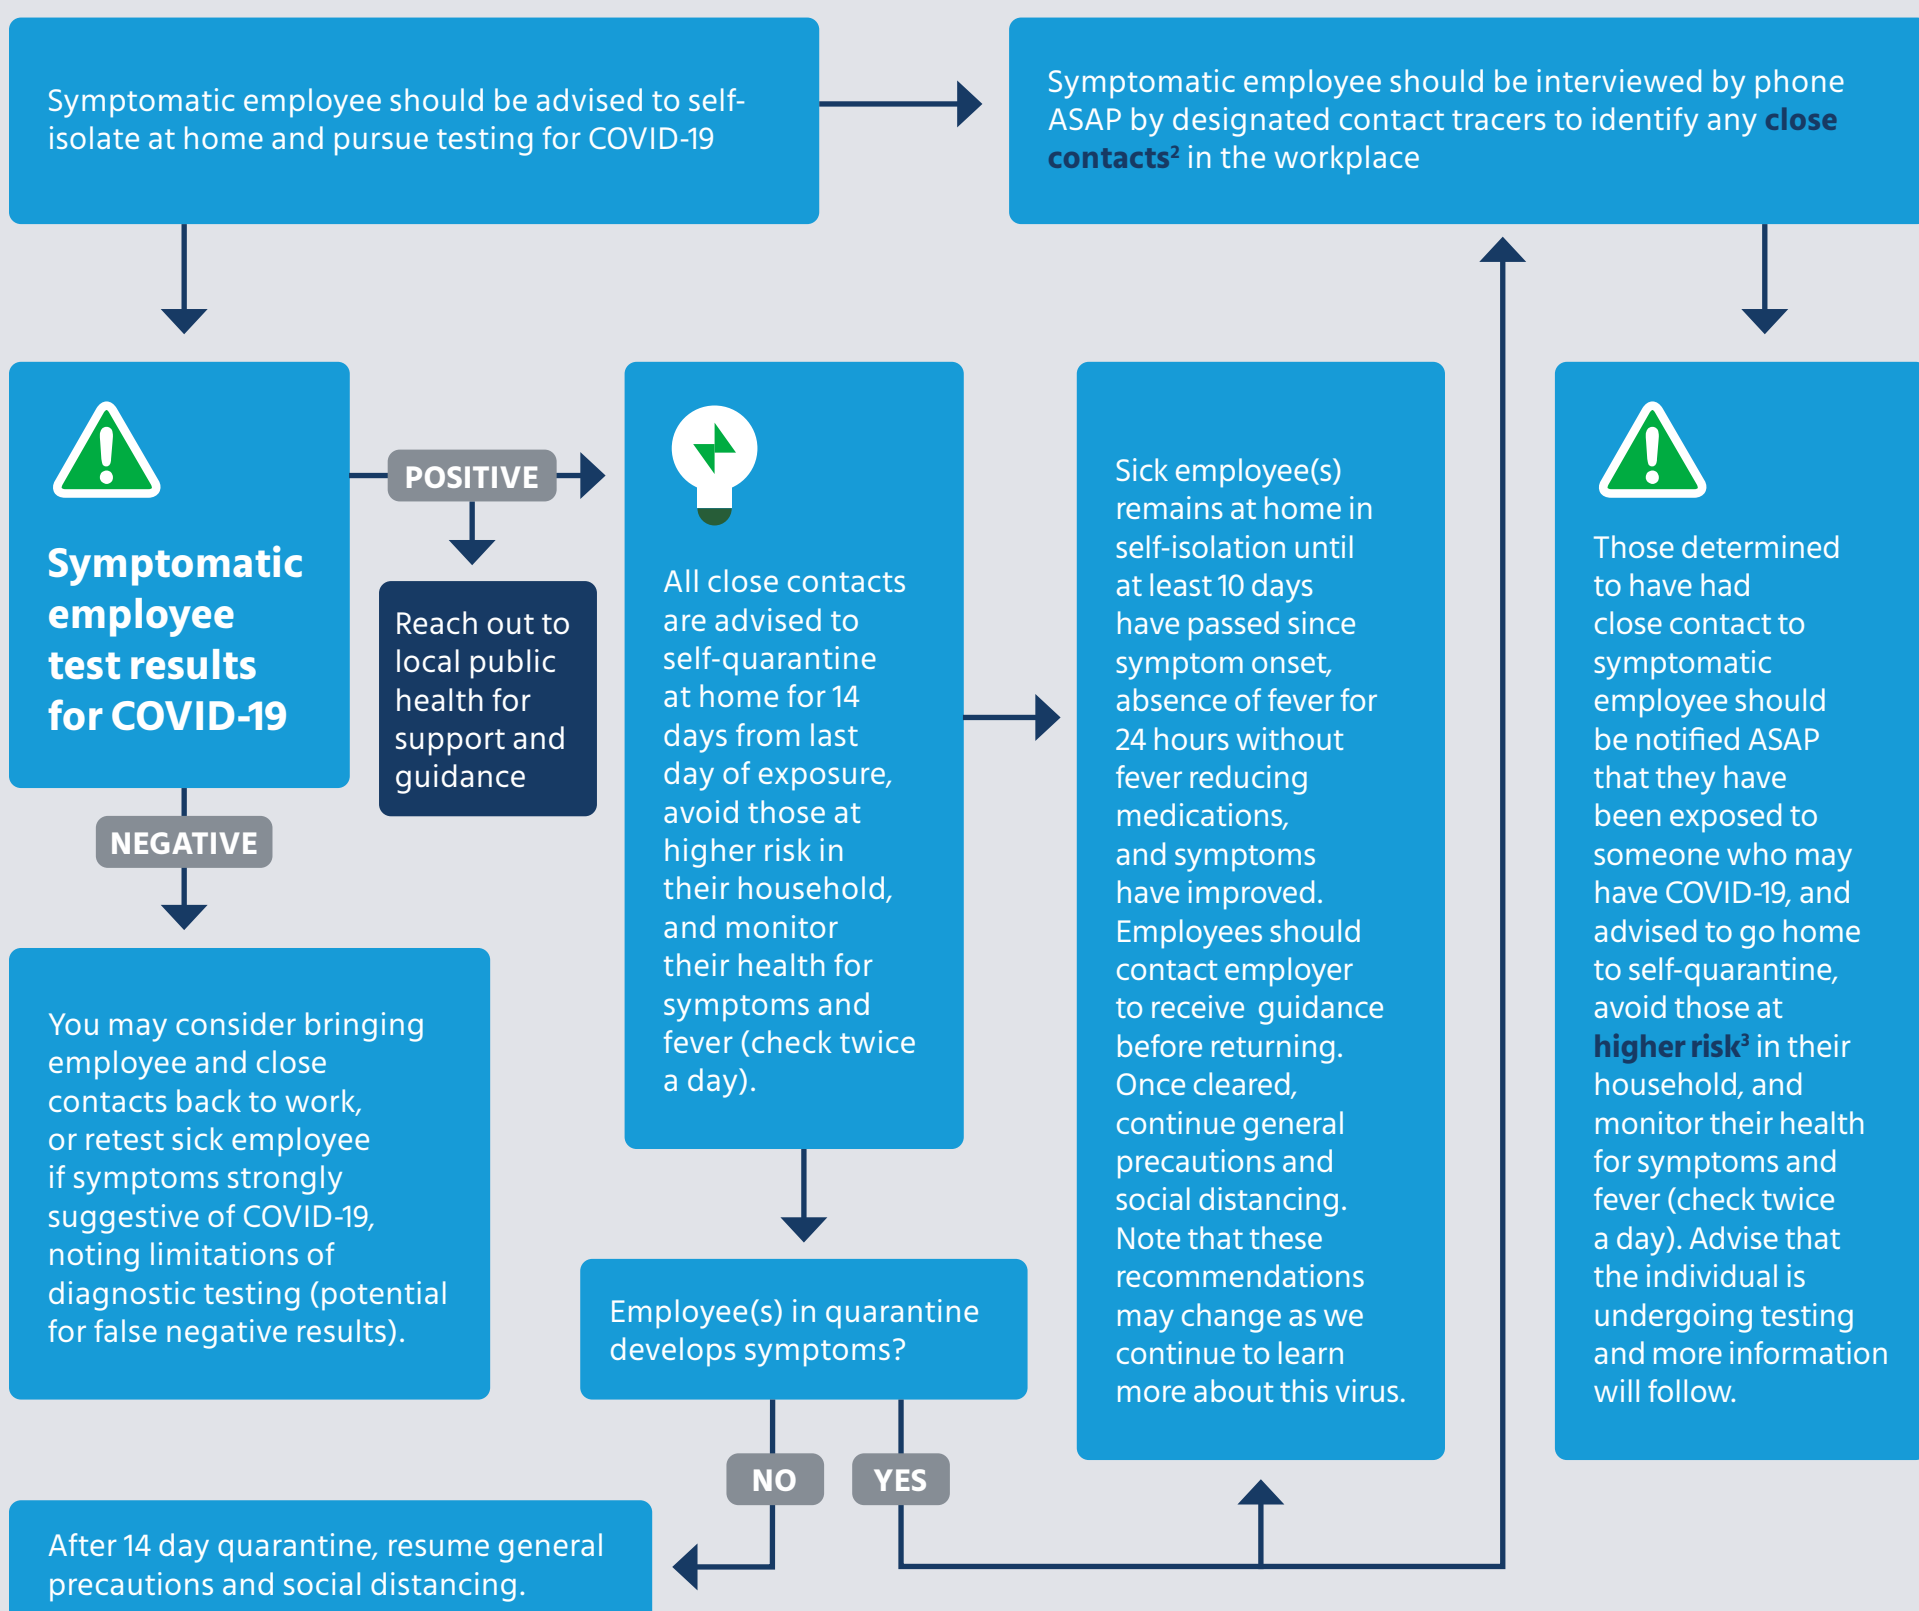 Symptomatic employee should be advised to self-
isolate at home and pursue testing for COVID-19
Symptomatic employee should be interviewed by phone
ASAP by designated contact tracers to identify any close
contacts² in the workplace
Symptomatic
employee
test results
for COVID-19
POSITIVE
Reach out to
local public
health for
support and
guidance
NEGATIVE
You may consider bringing
employee and close
contacts back to work,
or retest sick employee
if symptoms strongly
suggestive of COVID-19,
noting limitations of
diagnostic testing (potential
for false negative results).
All close contacts
are advised to
self-quarantine
at home for 14
days from last
day of exposure,
avoid those at
higher risk in
their household,
and monitor
their health for
symptoms and
fever (check twice
a day).
Employee(s) in quarantine
develops symptoms?
NO
YES
After 14 day quarantine, resume general
precautions and social distancing.
Sick employee(s)
remains at home in
self-isolation until
at least 10 days
have passed since
symptom onset,
absence of fever for
24 hours without
fever reducing
medications,
and symptoms
have improved.
Employees should
contact employer
to receive guidance
before returning.
Once cleared,
continue general
precautions and
social distancing.
Note that these
recommendations
may change as we
continue to learn
more about this virus.
Those determined
to have had
close contact to
symptomatic
employee should
be notified ASAP
that they have
been exposed to
someone who may
have COVID-19, and
advised to go home
to self-quarantine,
avoid those at
higher risk³ in their
household, and
monitor their health
for symptoms and
fever (check twice
a day). Advise that
the individual is
undergoing testing
and more information
will follow.